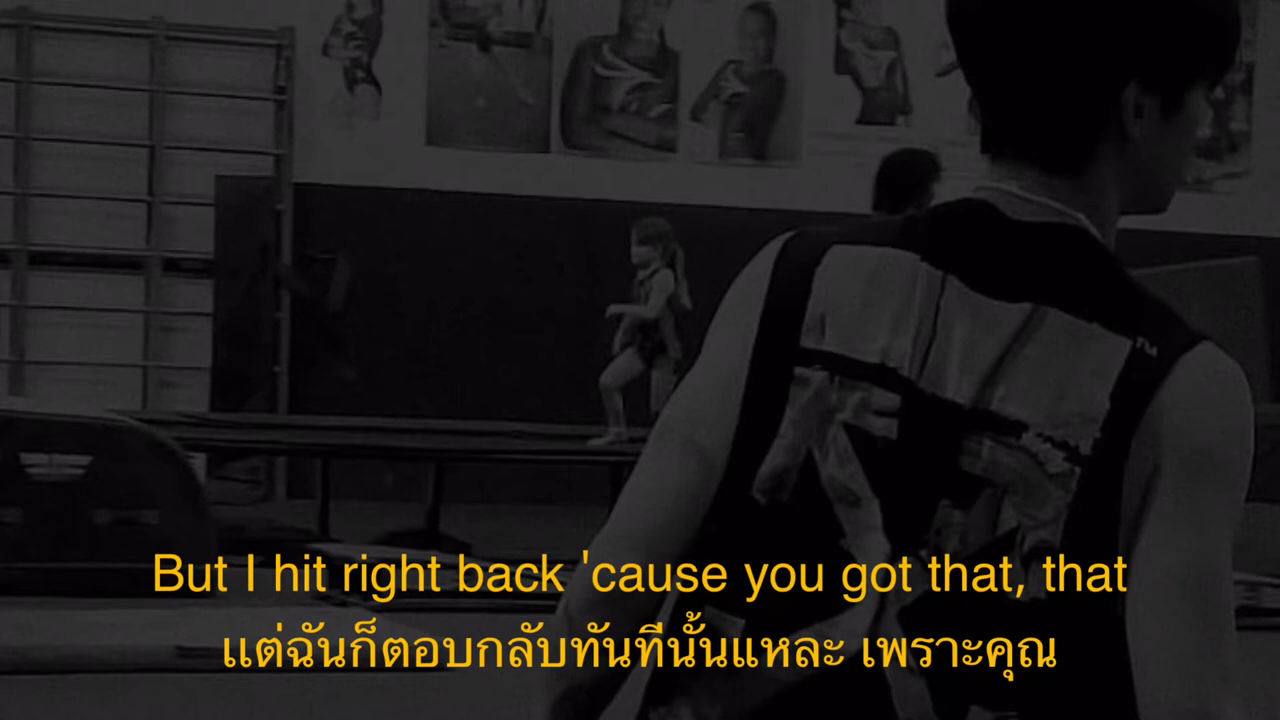 TM
But I hit right back 'cause you got that, that
แต่ฉันก็ตอบกลับทันทีนั้นแหละ เพราะคุณ